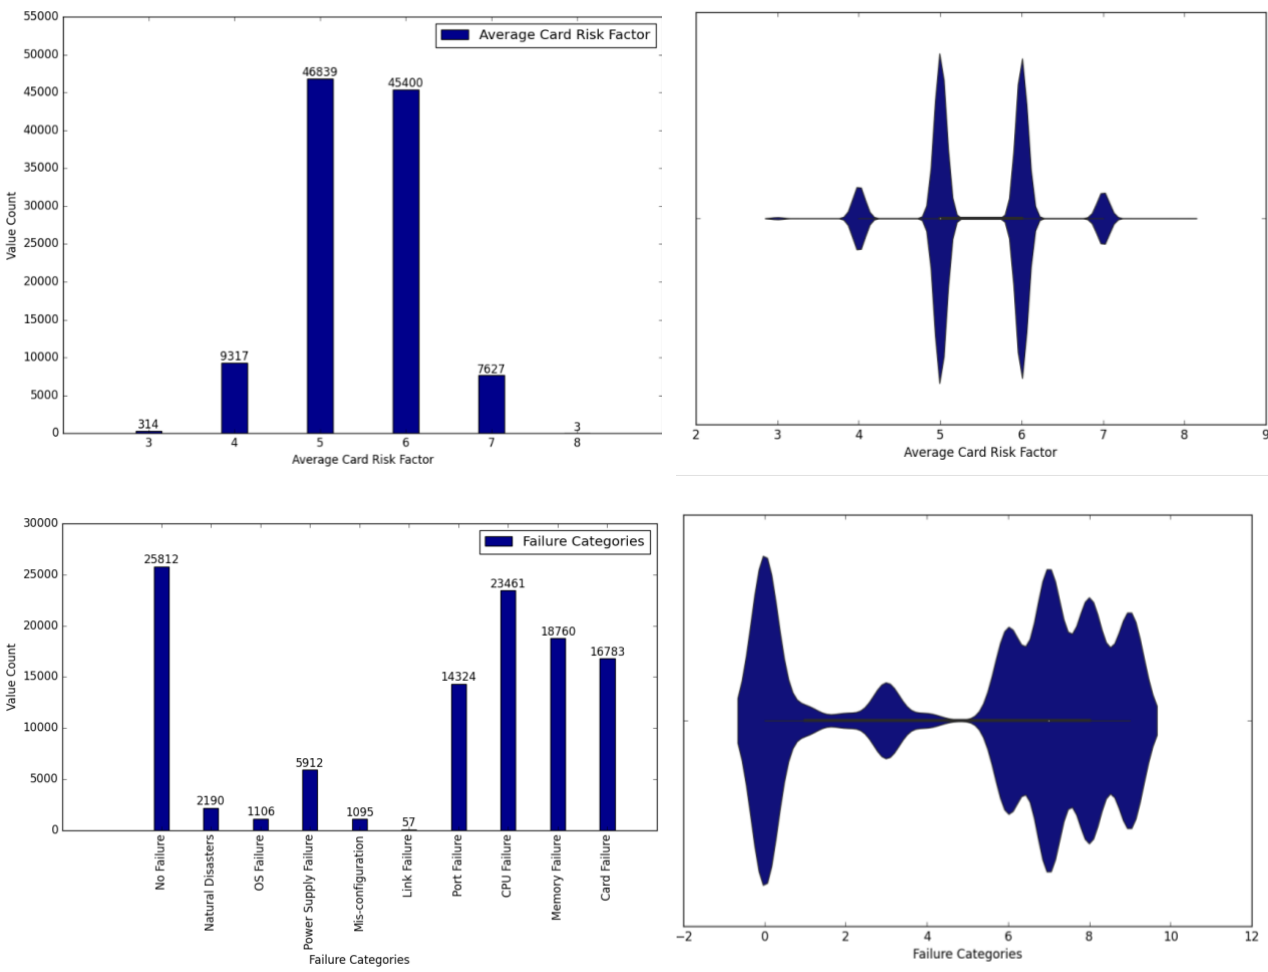 55000
50000
45000
40000
35000
30000
25000
20000
15000
10000
5000
0
Value Count
Average Card Risk Factor
314
9317
46839
45400
7627
3
3 4 5 6 7 8
Average Card Risk Factor
2 3 4 5 6 7 8 9
Average Card Risk Factor
30000
25000
20000
15000
10000
5000
0
Value Count
Failure Categories
25812
2190
1106
5912
1095
57
14324
23461
18760
16783
No Failure
Natural Disasters
OS Failure
Power Supply Failure
Mis-configuration
Link Failure
Port Failure
CPU Failure
Memory Failure
Card Failure
Failure Categories
−2 0 2 4 6 8 10 12
Failure Categories